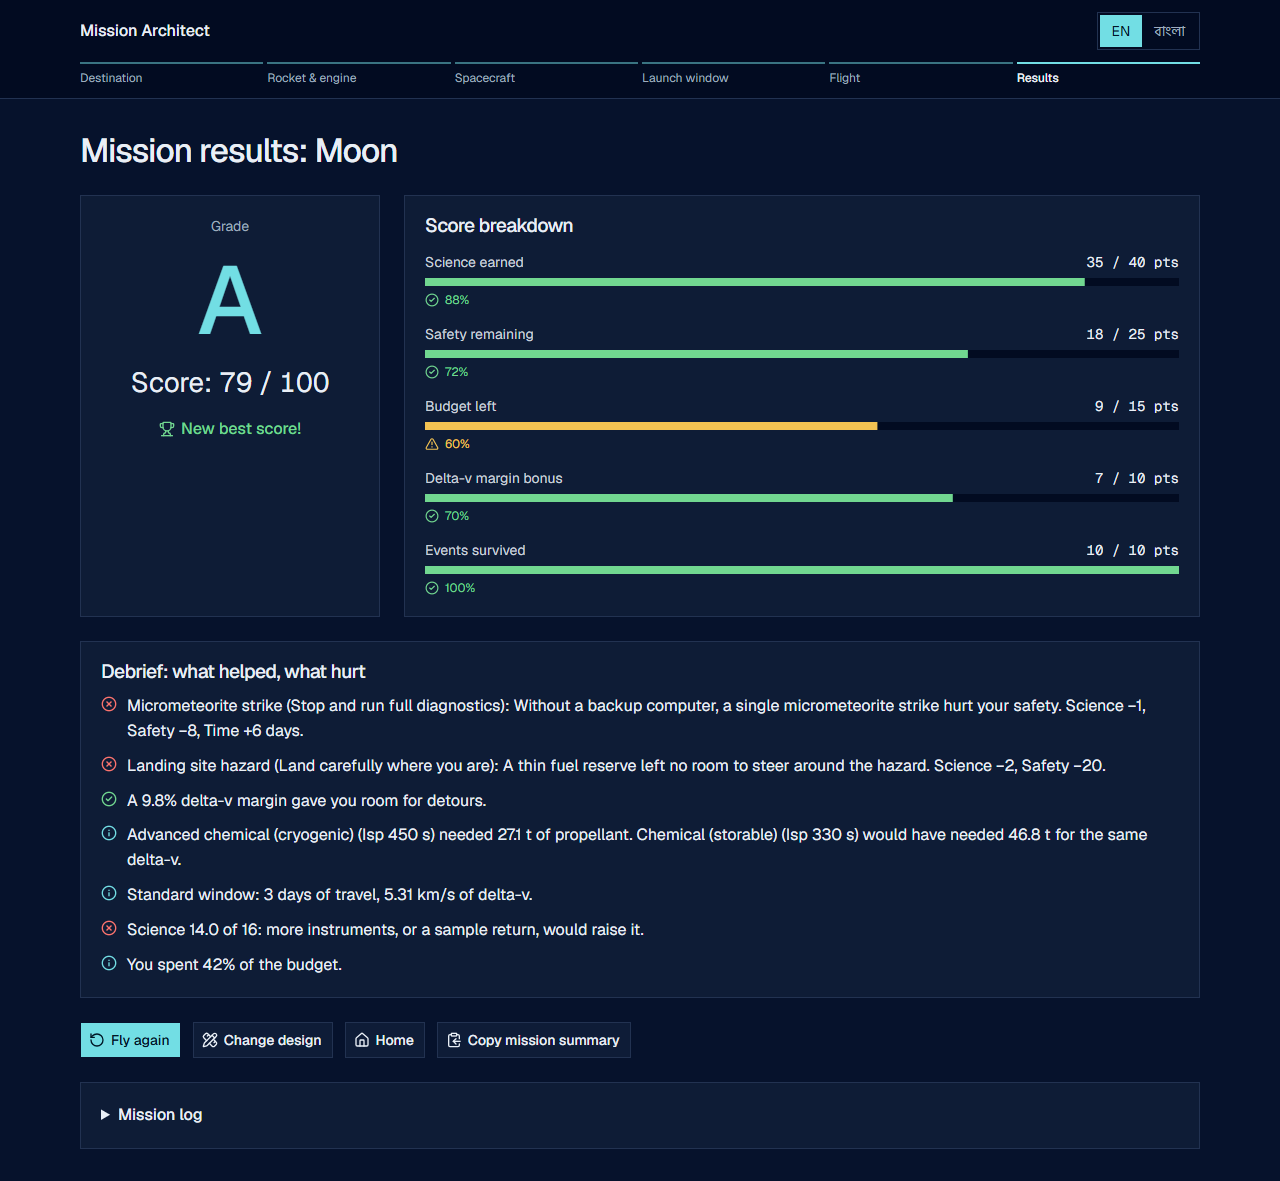 Mission Architect
EN
বাংলা
Destination
Rocket & engine
Spacecraft
Launch window
Flight
Results
Mission results: Moon
Grade
A
Score: 79 / 100
New best score!
Score breakdown
Science earned
35 / 40 pts
88%
Safety remaining
18 / 25 pts
72%
Budget left
9 / 15 pts
60%
Delta-v margin bonus
7 / 10 pts
70%
Events survived
10 / 10 pts
100%
Debrief: what helped, what hurt
Micrometeorite strike (Stop and run full diagnostics): Without a backup computer, a single micrometeorite strike hurt your safety. Science −1,
Safety −8, Time +6 days.
Landing site hazard (Land carefully where you are): A thin fuel reserve left no room to steer around the hazard. Science −2, Safety −20.
A 9.8% delta-v margin gave you room for detours.
Advanced chemical (cryogenic) (Isp 450 s) needed 27.1 t of propellant. Chemical (storable) (Isp 330 s) would have needed 46.8 t for the same
delta-v.
Standard window: 3 days of travel, 5.31 km/s of delta-v.
Science 14.0 of 16: more instruments, or a sample return, would raise it.
You spent 42% of the budget.
Fly again
Change design
Home
Copy mission summary
Mission log